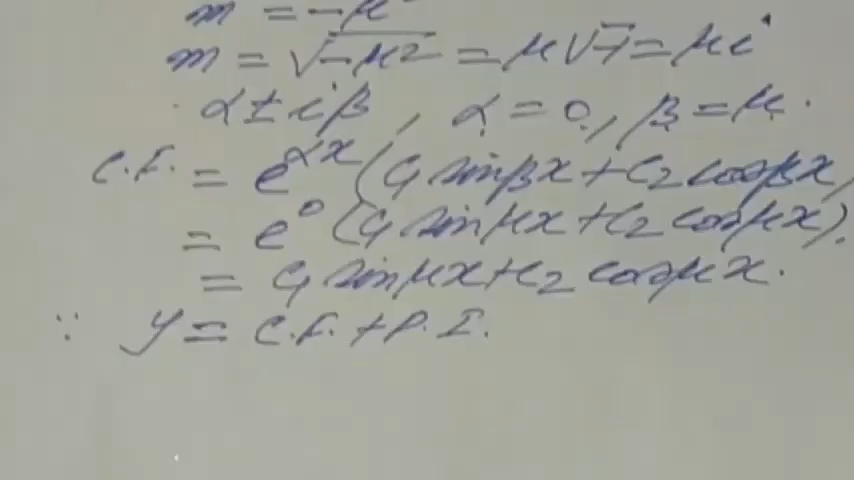 m = -μ²
m = √-μ² = μ√-1 = μi
α ± iβ, α = 0, β = μ.
C.F. = e^αx (C₁ sinβx + C₂ cosβx)
= e⁰ (C₁ sinμx + C₂ cosμx).
= C₁ sinμx + C₂ cosμx.
∵ y = C.F. + P.I.